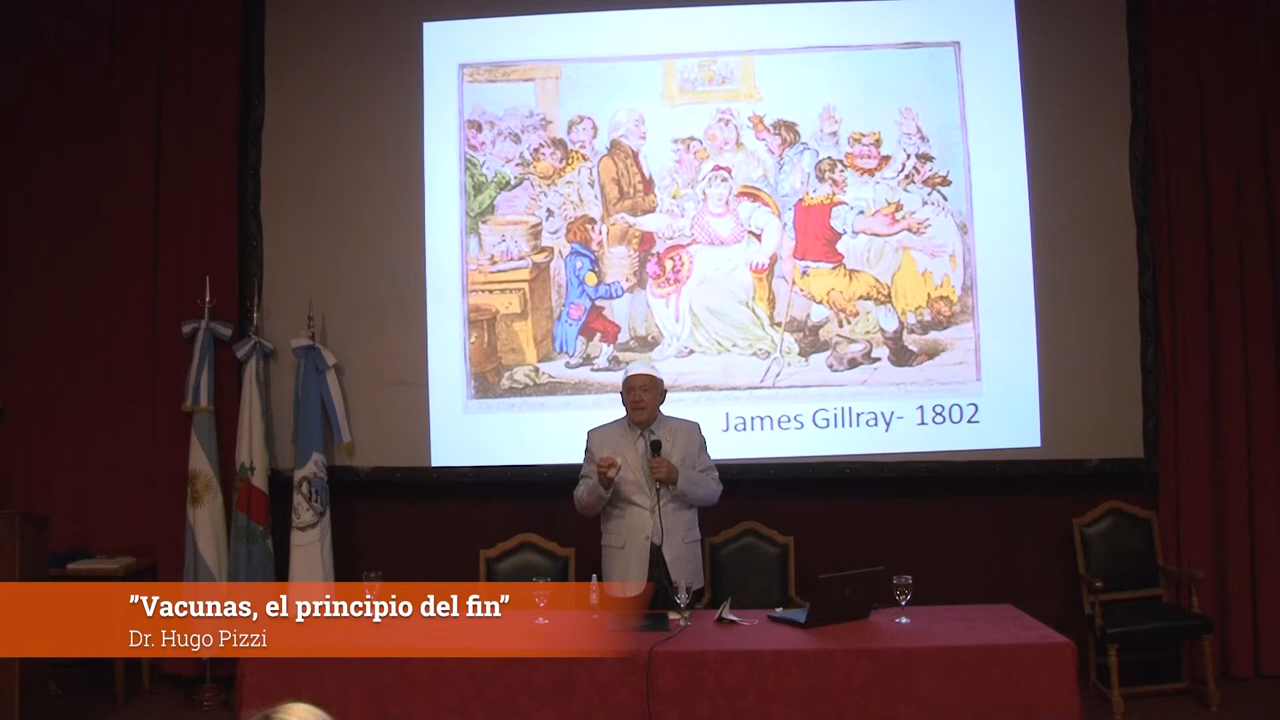 James Gillray- 1802
"Vacunas, el principio del fin"
Dr. Hugo Pizzi